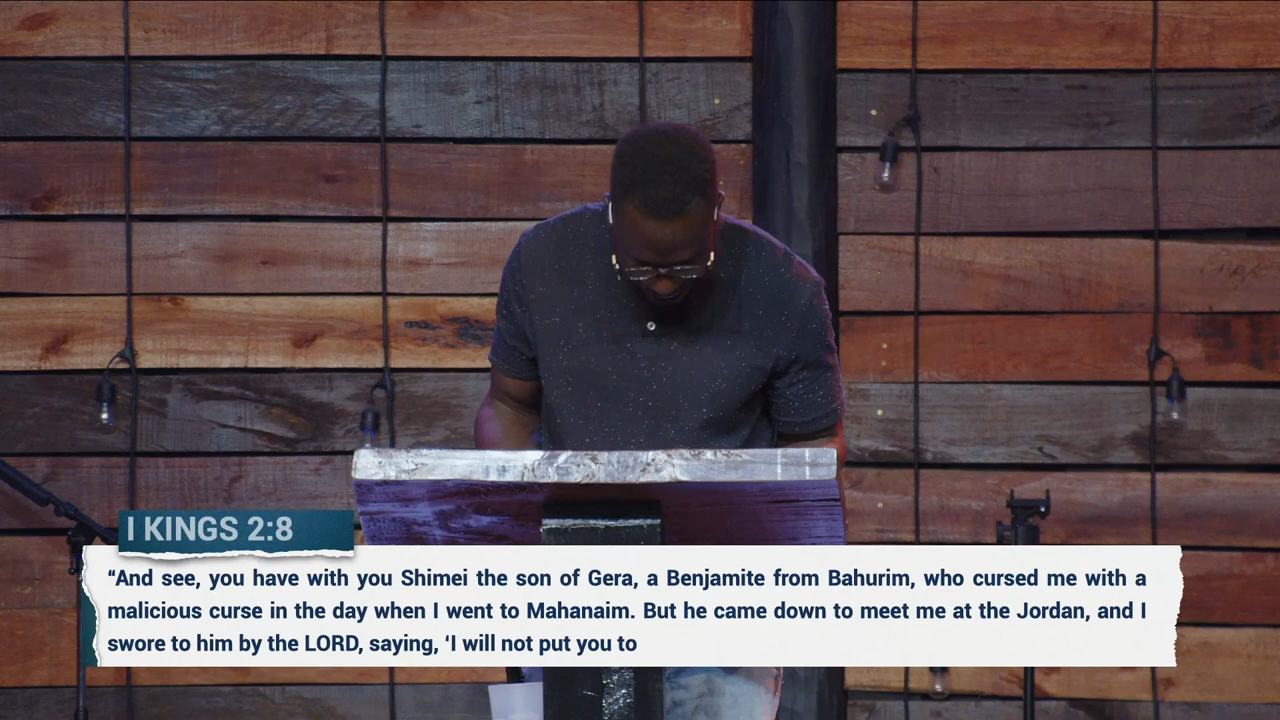 I KINGS 2:8
“And see, you have with you Shimei the son of Gera, a Benjamite from Bahurim, who cursed me with a
malicious curse in the day when I went to Mahanaim. But he came down to meet me at the Jordan, and I
swore to him by the LORD, saying, ‘I will not put you to